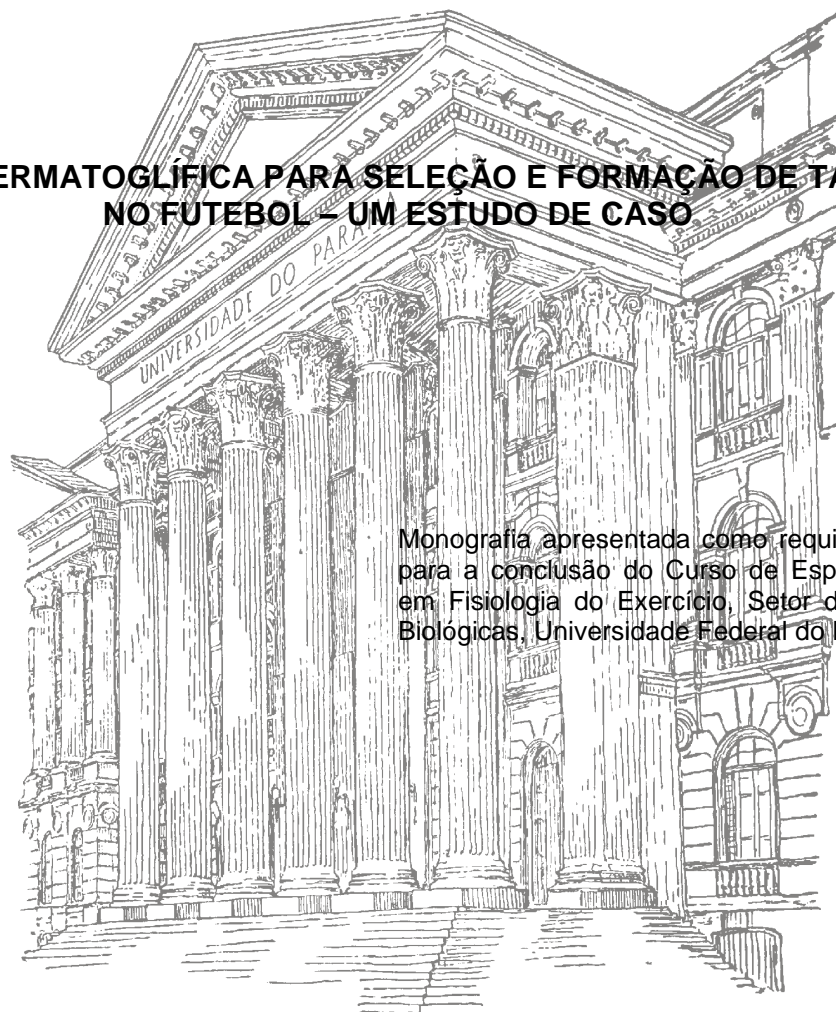 ERMATOGLÍFICA PARA SELEÇÃO E FORMAÇÃO DE TA
NO FUTEBOL – UM ESTUDO DE CASO
UNIVERSIDADE DO PARANÁ
Monografia apresentada como requi
para a conclusão do Curso de Esp
em Fisiologia do Exercício, Setor d
Biológicas, Universidade Federal do